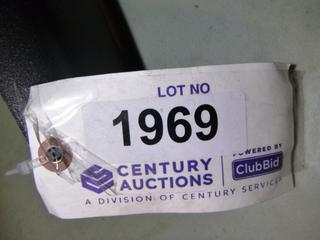 LOT NO
1969
CENTURY
AUCTIONS
POWERED BY
ClubBid
A DIVISION OF CENTURY SERVICES